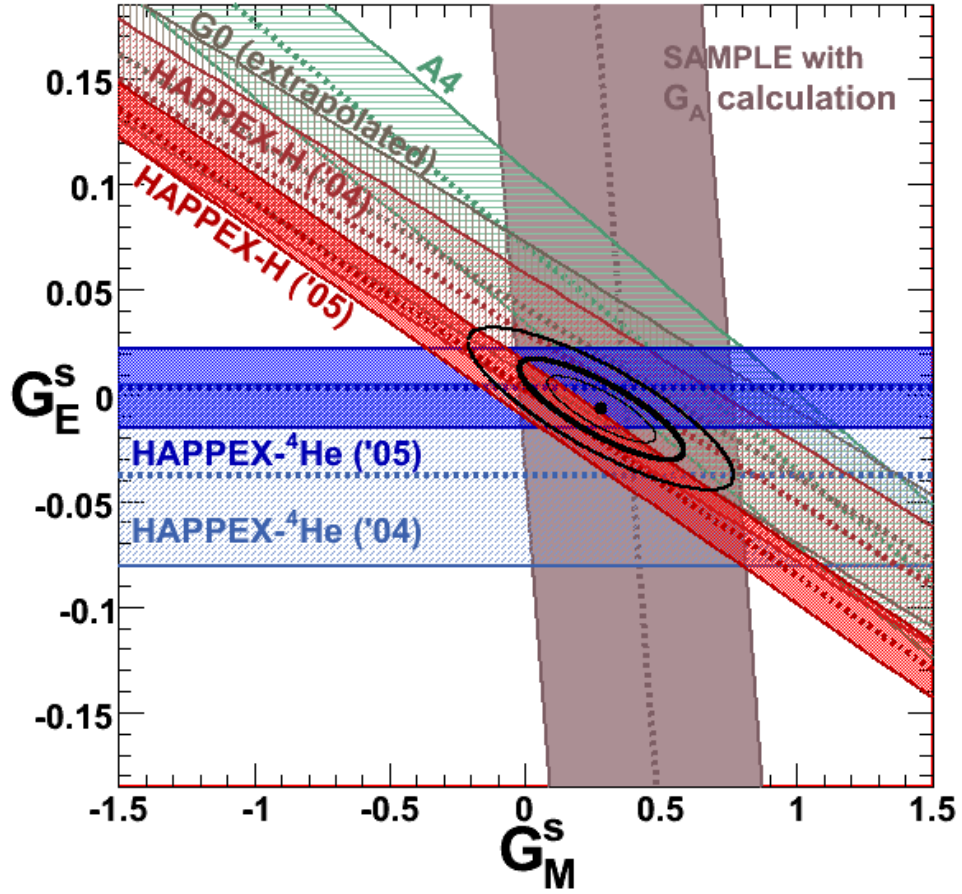 G0 (extrapolated)
A4
SAMPLE with
G_A calculation
HAPPEX-H ('04)
HAPPEX-H ('05)
0.15
0.1
0.05
0
-0.05
-0.1
-0.15
G_E^s
HAPPEX-⁴He ('05)
HAPPEX-⁴He ('04)
-1.5 -1 -0.5 0 0.5 1 1.5
G_M^s